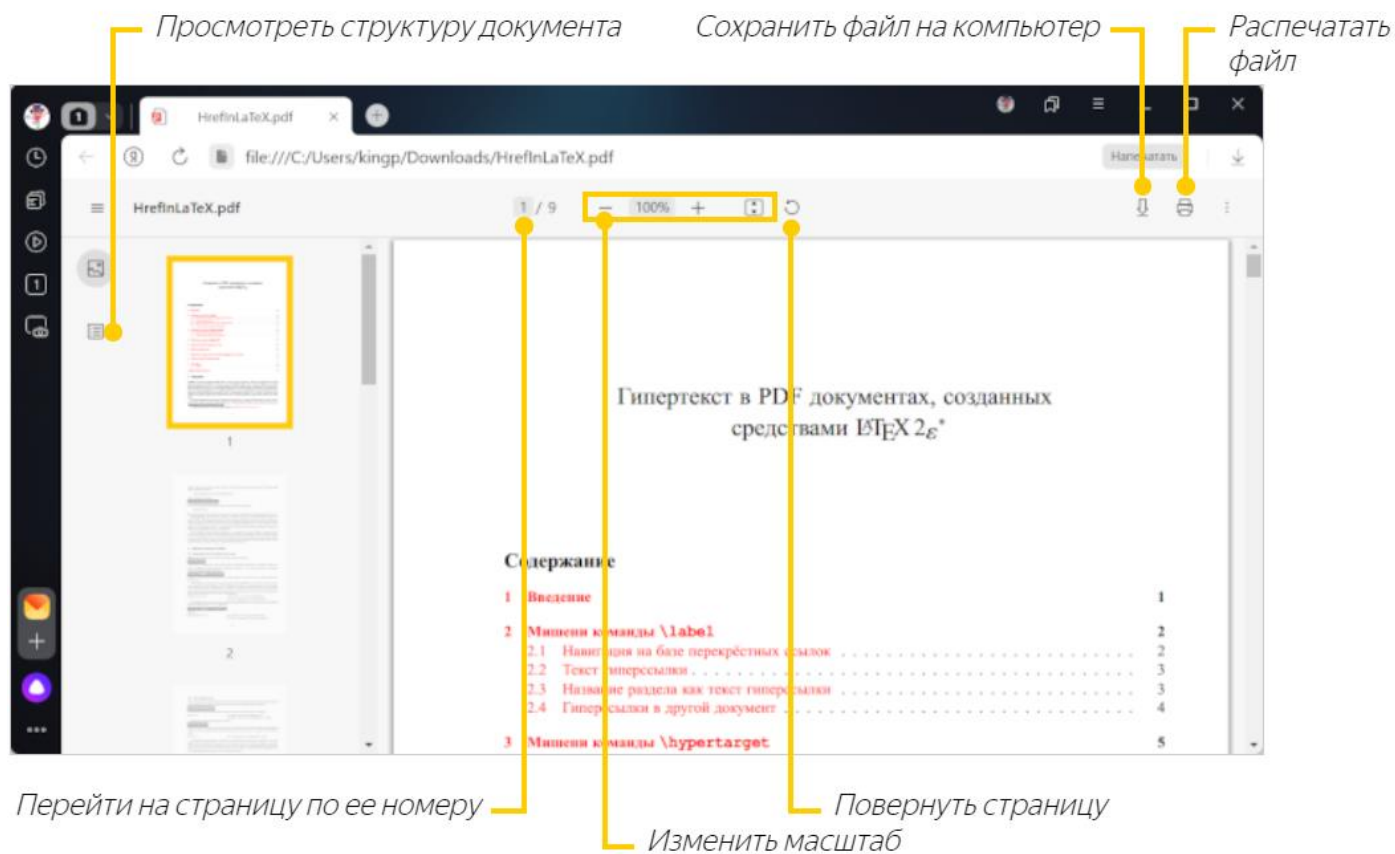 Просмотреть структуру документа
Сохранить файл на компьютер
Распечатать
файл
1
HrefInLaTeX.pdf
file:///C:/Users/kingp/Downloads/HrefInLaTeX.pdf
Напечатать
HrefInLaTeX.pdf
1 / 9
100%
1
1
2
Гипертекст в PDF документах, созданных
средствами LATEX 2ε*
Содержание
1 Введение 1
2 Мишени команды \label 2
2.1 Навигация на базе перекрёстных ссылок 2
2.2 Текст гиперссылки 3
2.3 Название раздела как текст гиперссылки 3
2.4 Гиперссылки в другой документ 4
3 Мишени команды \hypertarget 5
Перейти на страницу по ее номеру
Повернуть страницу
Изменить масштаб